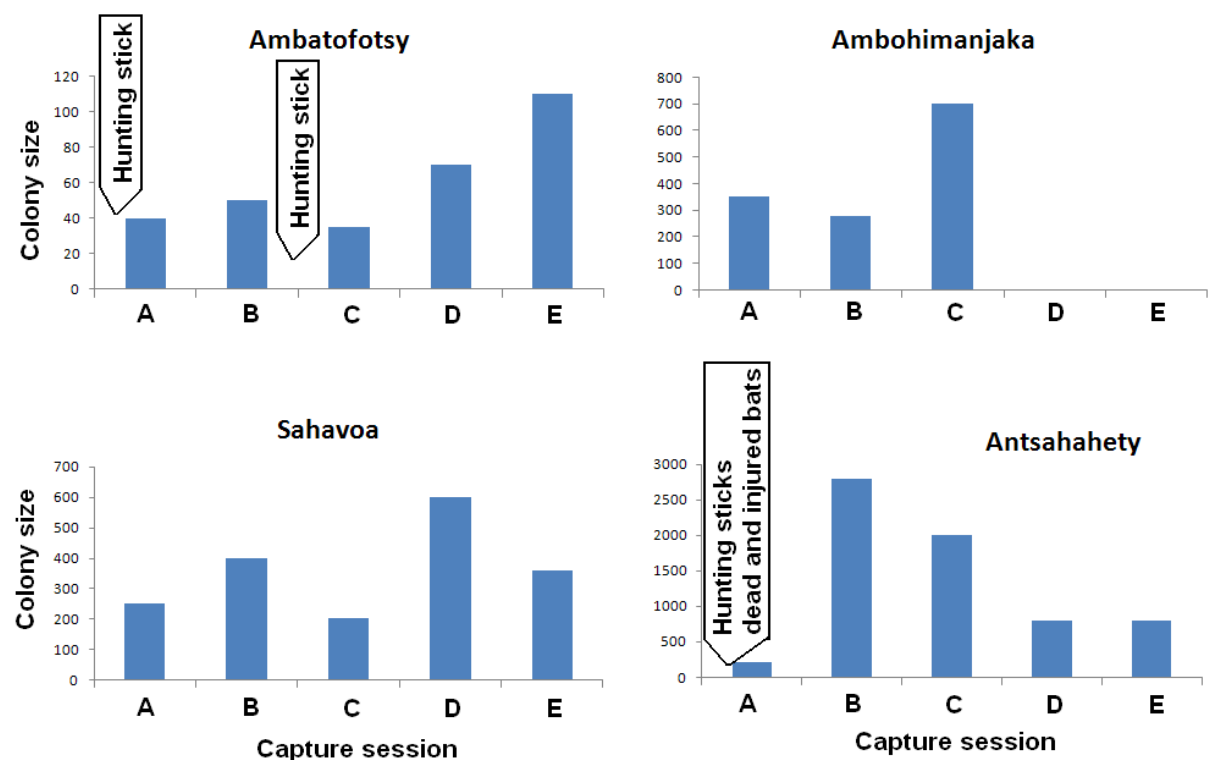 Ambatofotsy
Hunting stick
Hunting stick
Colony size
120
100
80
60
40
20
0
A B C D E
Ambohimanjaka
800
700
600
500
400
300
200
100
0
A B C D E
Sahavoa
Colony size
700
600
500
400
300
200
100
0
A B C D E
Capture session
Antsahahety
Hunting sticks
dead and injured bats
3000
2500
2000
1500
1000
500
0
A B C D E
Capture session